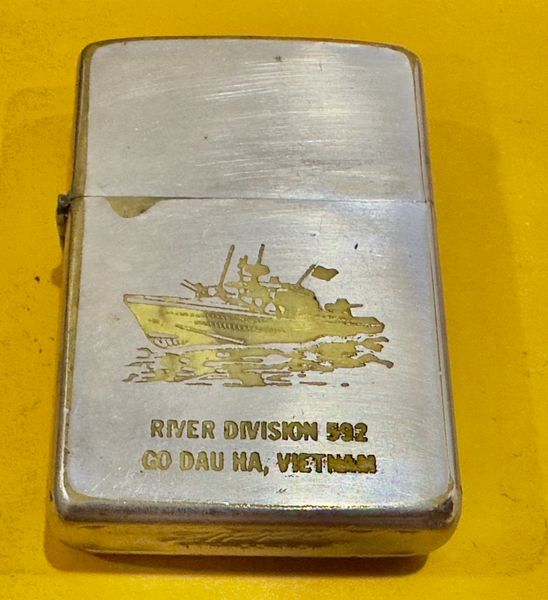 RIVER DIVISION 592
GO DAU HA, VIETNAM